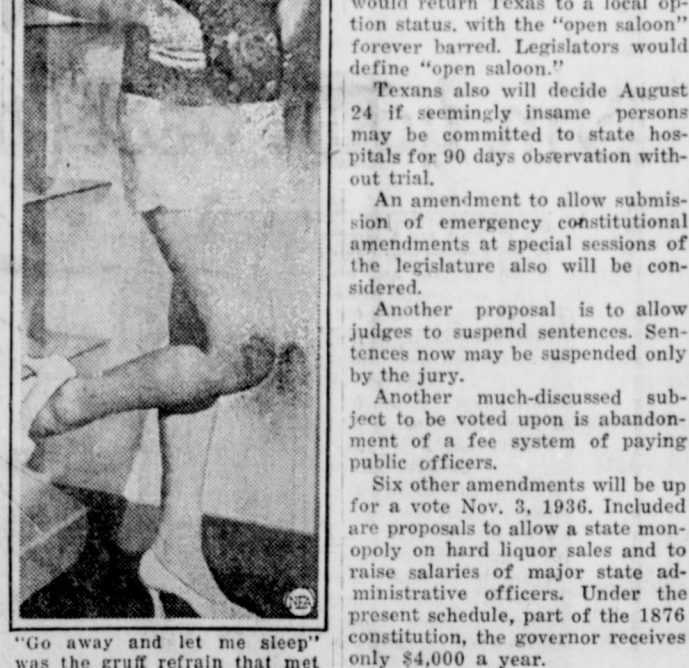 would return Texas to a local op-
tion status, with the "open saloon"
forever barred. Legislators would
define "open saloon."
Texans also will decide August
24 if seemingly insame persons
may be committed to state hos-
pitals for 90 days observation with-
out trial.
An amendment to allow submis-
sion of emergency constitutional
amendments at special sessions of
the legislature also will be con-
sidered.
Another proposal is to allow
judges to suspend sentences. Sen-
tences now may be suspended only
by the jury.
Another much-discussed sub-
ject to be voted upon is abandon-
ment of a fee system of paying
public officers.
Six other amendments will be up
for a vote Nov. 3, 1936. Included
are proposals to allow a state mon-
opoly on hard liquor sales and to
raise salaries of major state ad-
ministrative officers. Under the
present schedule, part of the 1876
constitution, the governor receives
only $4,000 a year.
NEA
"Go away and let me sleep"
was the gruff refrain that met